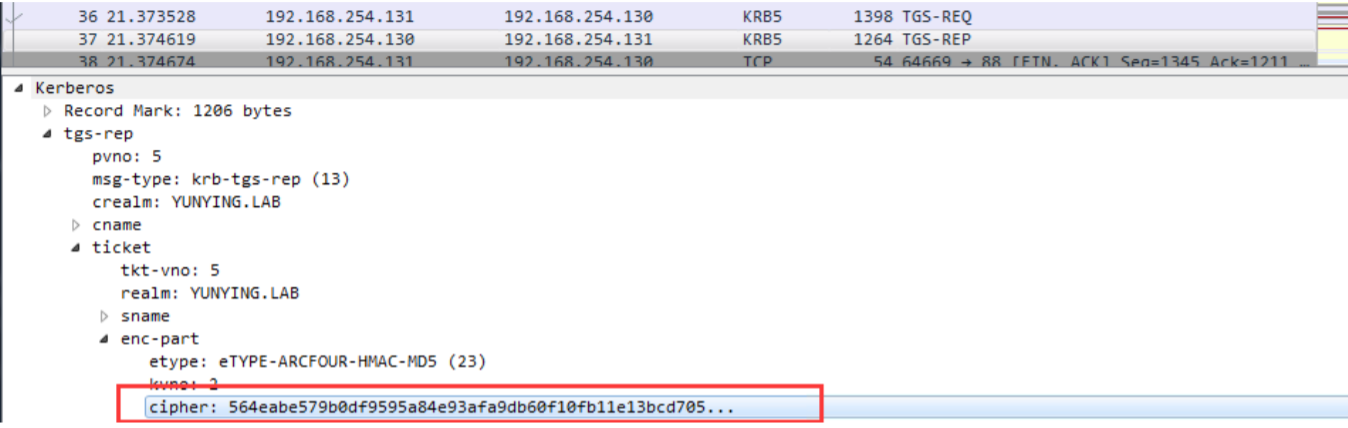 36 21.373528 192.168.254.131 192.168.254.130 KRB5 1398 TGS-REQ
37 21.374619 192.168.254.130 192.168.254.131 KRB5 1264 TGS-REP
38 21.374674 192.168.254.131 192.168.254.130 TCP 54 64669 → 88 [FIN, ACK] Seq=1345 Ack=1211 …
Kerberos
Record Mark: 1206 bytes
tgs-rep
pvno: 5
msg-type: krb-tgs-rep (13)
crealm: YUNYING.LAB
cname
ticket
tkt-vno: 5
realm: YUNYING.LAB
sname
enc-part
etype: eTYPE-ARCFOUR-HMAC-MD5 (23)
kvno: 2
cipher: 564eabe579b0df9595a84e93afa9db60f10fb11e13bcd705...